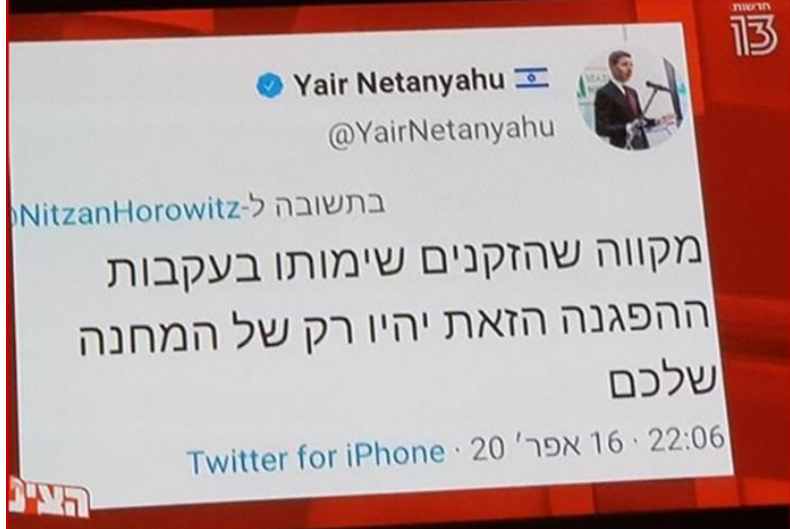 חדשות
13
Yair Netanyahu
@YairNetanyahu
בתשובה ל-NitzanHorowitz
מקווה שהזקנים שימותו בעקבות
ההפגנה הזאת יהיו רק של המחנה
שלכם
22:06 · 16 אפר׳ 20 · Twitter for iPhone